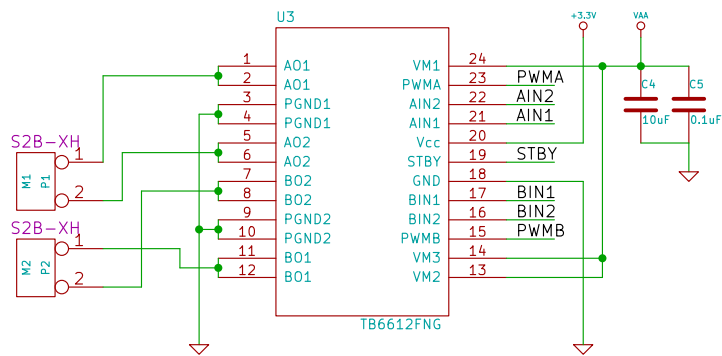 U3
+3.3V
VAA
1 AO1 VM1 24
2 AO1 PWMA 23 PWMA
3 PGND1 AIN2 22 AIN2
4 PGND1 AIN1 21 AIN1
5 AO2 Vcc 20
6 AO2 STBY 19 STBY
7 BO2 GND 18
8 BO2 BIN1 17 BIN1
9 PGND2 BIN2 16 BIN2
10 PGND2 PWMB 15 PWMB
11 BO1 VM3 14
12 BO1 VM2 13
TB6612FNG
C4
10uF
C5
0.1uF
S2B-XH
M1 P1
1
2
S2B-XH
M2 P2
1
2